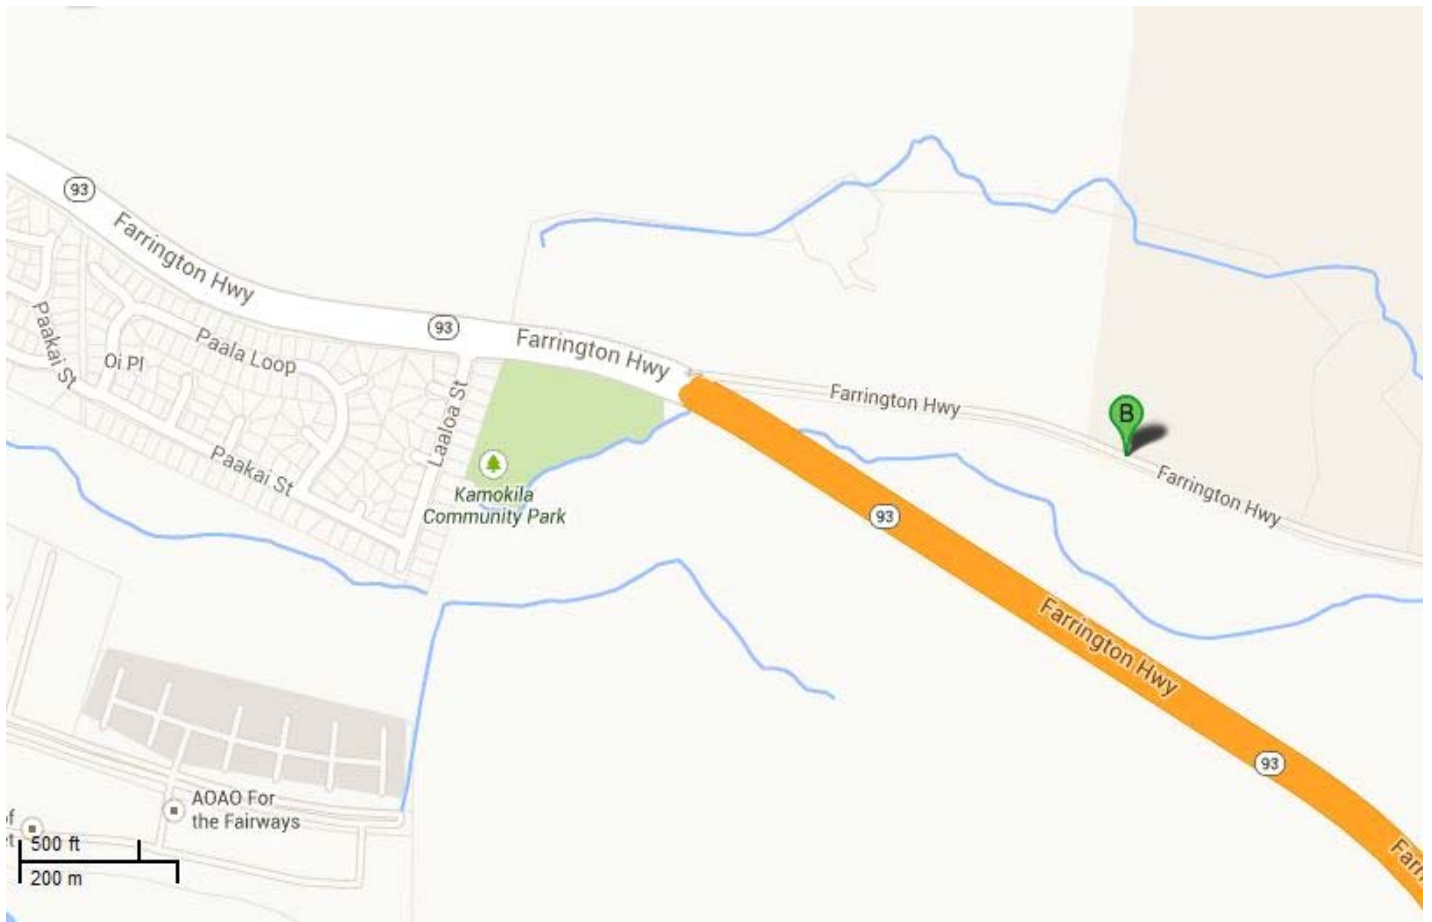 93
Farrington Hwy
93
Farrington Hwy
Paakai St
Oi Pl
Paala Loop
Laaloa St
Paakai St
Farrington Hwy
B
Farrington Hwy
Kamokila
Community Park
93
Farrington Hwy
93
AOAO For
the Fairways
500 ft
200 m